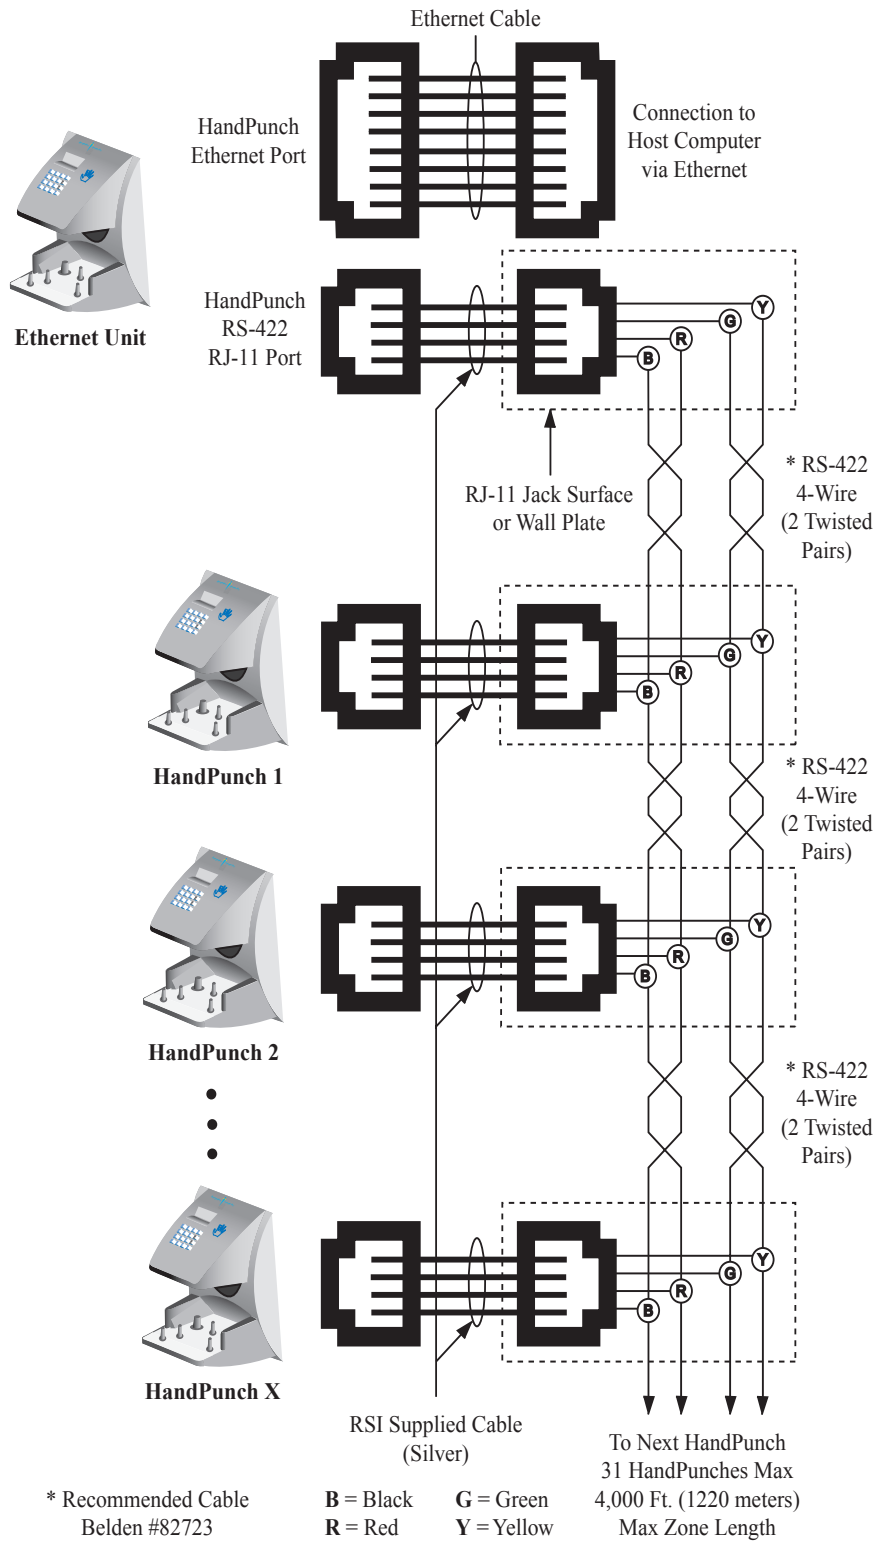 Ethernet Cable
HandPunch
Ethernet Port
Connection to
Host Computer
via Ethernet
Ethernet Unit
HandPunch
RS-422
RJ-11 Port
Y
G
R
B
RJ-11 Jack Surface
or Wall Plate
* RS-422
4-Wire
(2 Twisted
Pairs)
HandPunch 1
Y
G
R
B
* RS-422
4-Wire
(2 Twisted
Pairs)
HandPunch 2
Y
G
R
B
* RS-422
4-Wire
(2 Twisted
Pairs)
HandPunch X
Y
G
R
B
RSI Supplied Cable
(Silver)
To Next HandPunch
31 HandPunches Max
4,000 Ft. (1220 meters)
Max Zone Length
* Recommended Cable
Belden #82723
B = Black
R = Red
G = Green
Y = Yellow